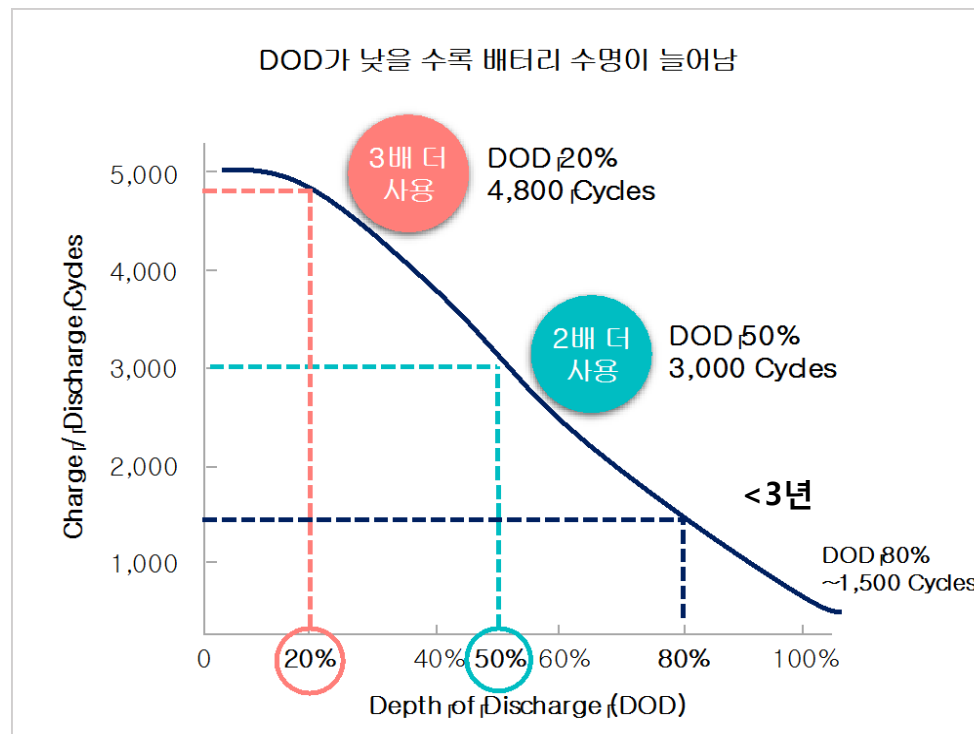 DOD가 낮을 수록 배터리 수명이 늘어남
3배 더
사용
DOD 20%
4,800 Cycles
2배 더
사용
DOD 50%
3,000 Cycles
<3년
DOD 80%
~1,500 Cycles
Charge / Discharge Cycles
5,000
4,000
3,000
2,000
1,000
0 20% 40% 50% 60% 80% 100%
Depth of Discharge (DOD)